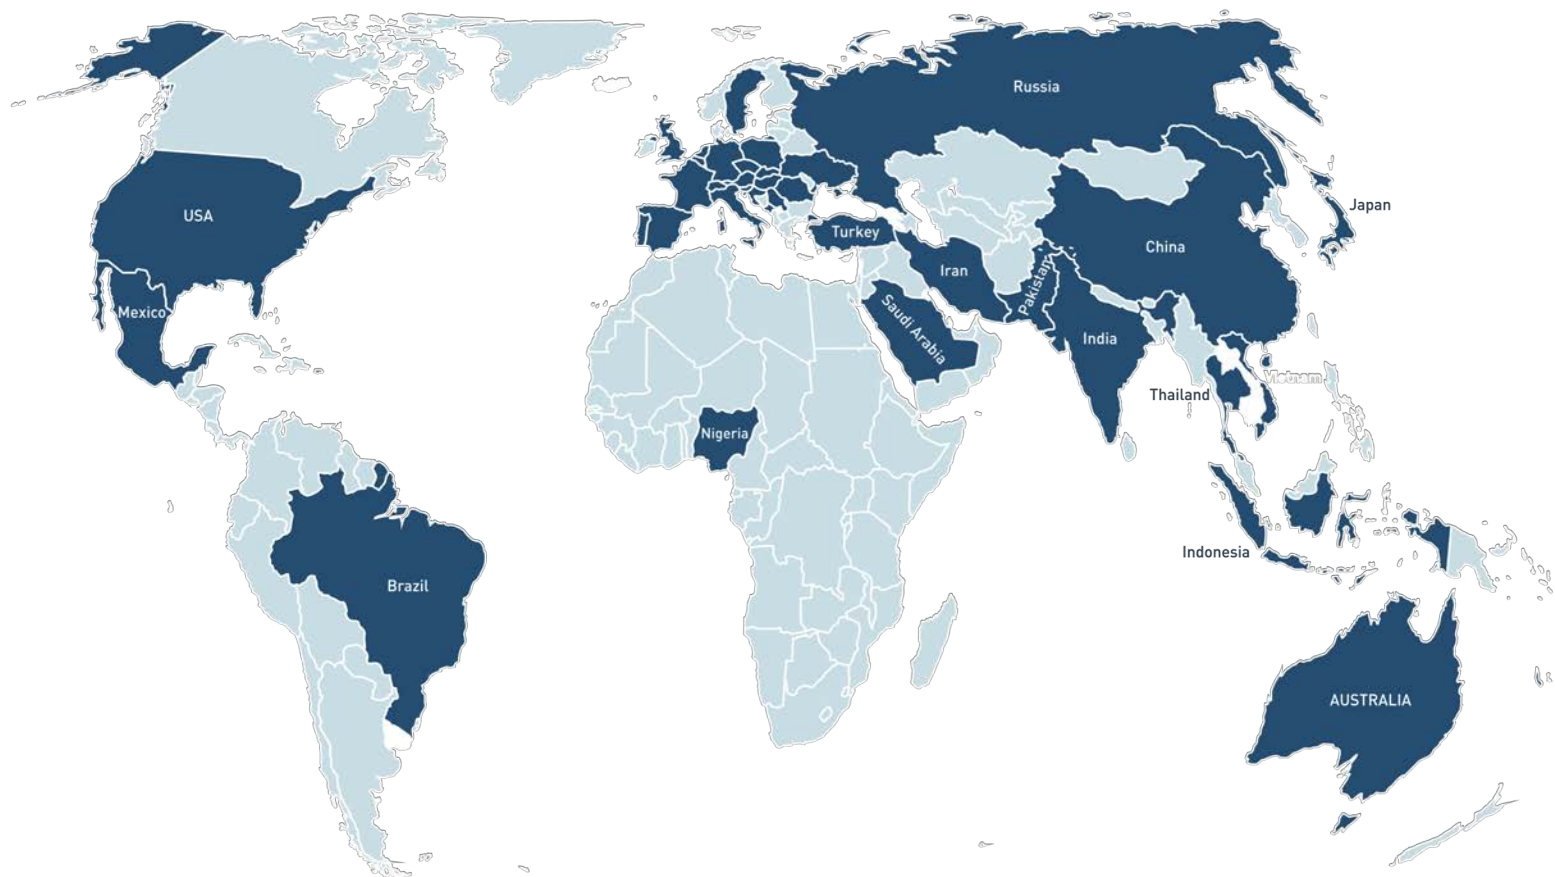 Russia
USA
Japan
Turkey
China
Iran
Pakistan
Mexico
Saudi Arabia
India
Vietnam
Thailand
Nigeria
Indonesia
Brazil
AUSTRALIA